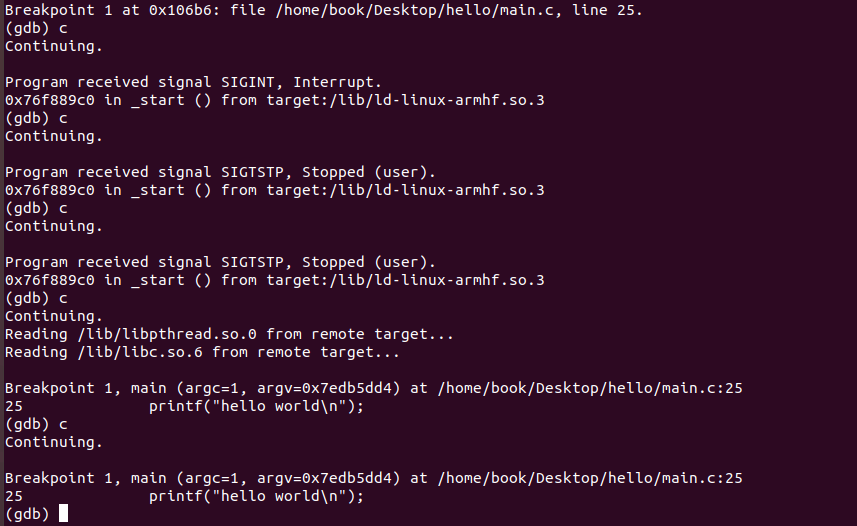 Breakpoint 1 at 0x106b6: file /home/book/Desktop/hello/main.c, line 25.
(gdb) c
Continuing.

Program received signal SIGINT, Interrupt.
0x76f889c0 in _start () from target:/lib/ld-linux-armhf.so.3
(gdb) c
Continuing.

Program received signal SIGTSTP, Stopped (user).
0x76f889c0 in _start () from target:/lib/ld-linux-armhf.so.3
(gdb) c
Continuing.

Program received signal SIGTSTP, Stopped (user).
0x76f889c0 in _start () from target:/lib/ld-linux-armhf.so.3
(gdb) c
Continuing.
Reading /lib/libpthread.so.0 from remote target...
Reading /lib/libc.so.6 from remote target...

Breakpoint 1, main (argc=1, argv=0x7edb5dd4) at /home/book/Desktop/hello/main.c:25
25              printf("hello world\n");
(gdb) c
Continuing.

Breakpoint 1, main (argc=1, argv=0x7edb5dd4) at /home/book/Desktop/hello/main.c:25
25              printf("hello world\n");
(gdb)